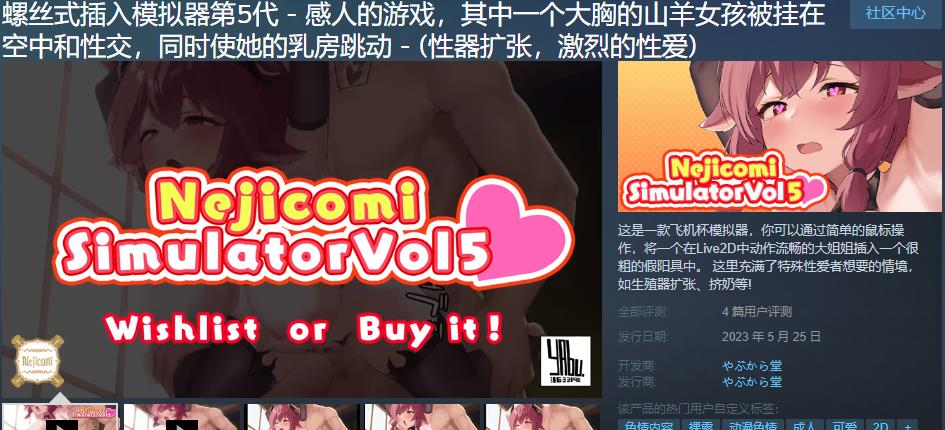 螺丝式插入模拟器第5代 - 感人的游戏，其中一个大胸的山羊女孩被挂在
空中和性交，同时使她的乳房跳动 - (性器扩张，激烈的性爱)
社区中心
Nejicomi
SimulatorVol5
Wishlist or Buy it!
Nejicomi
YABU.
Nejicomi
SimulatorVol5
这是一款飞机杯模拟器，你可以通过简单的鼠标操
作，将一个在Live2D中动作流畅的大姐姐插入一个很
粗的假阳具中。 这里充满了特殊性爱者想要的情境，
如生殖器扩张、挤奶等!
全部评测: 4 篇用户评测
发行日期: 2023 年 5 月 25 日
开发商: やぶから堂
发行商: やぶから堂
该产品的热门用户自定义标签：
色情内容 裸露 动漫色情 成人 可爱 2D +